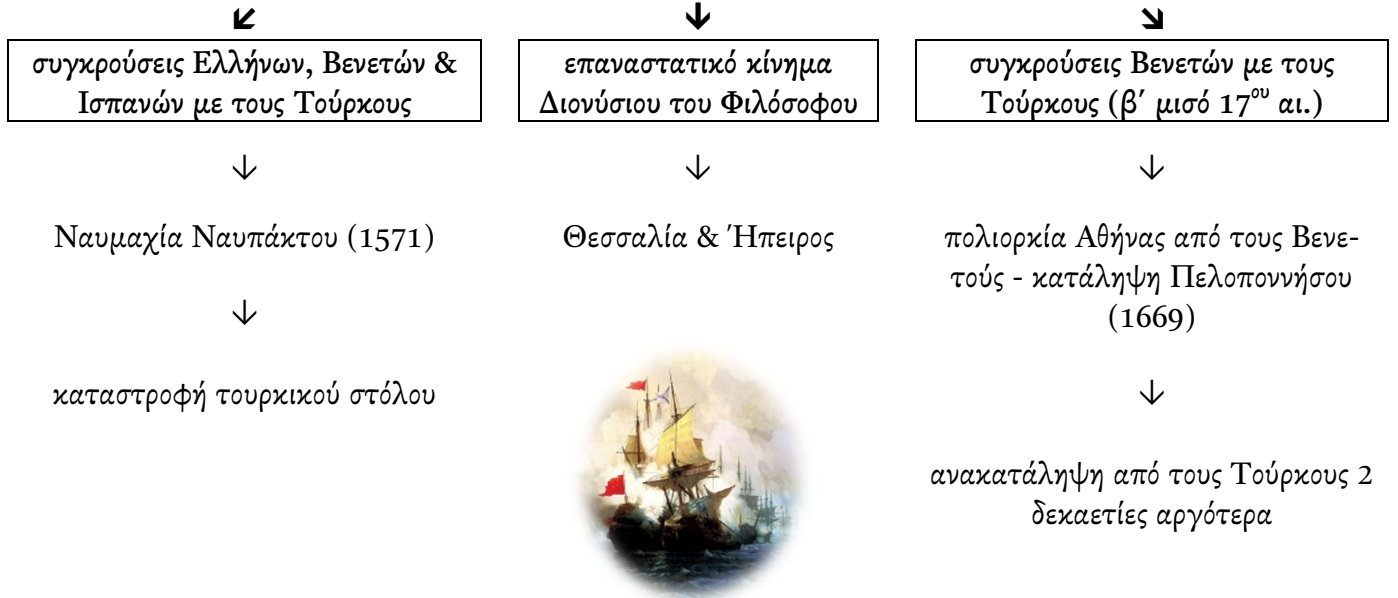 συγκρούσεις Ελλήνων, Βενετών &
Ισπανών με τους Τούρκους
↓
Ναυμαχία Ναυπάκτου (1571)
↓
καταστροφή τουρκικού στόλου
επαναστατικό κίνημα
Διονύσιου του Φιλόσοφου
↓
Θεσσαλία & Ήπειρος
συγκρούσεις Βενετών με τους
Τούρκους (β΄ μισό 17ου αι.)
↓
πολιορκία Αθήνας από τους Βενε-
τούς - κατάληψη Πελοποννήσου
(1669)
↓
ανακατάληψη από τους Τούρκους 2
δεκαετίες αργότερα